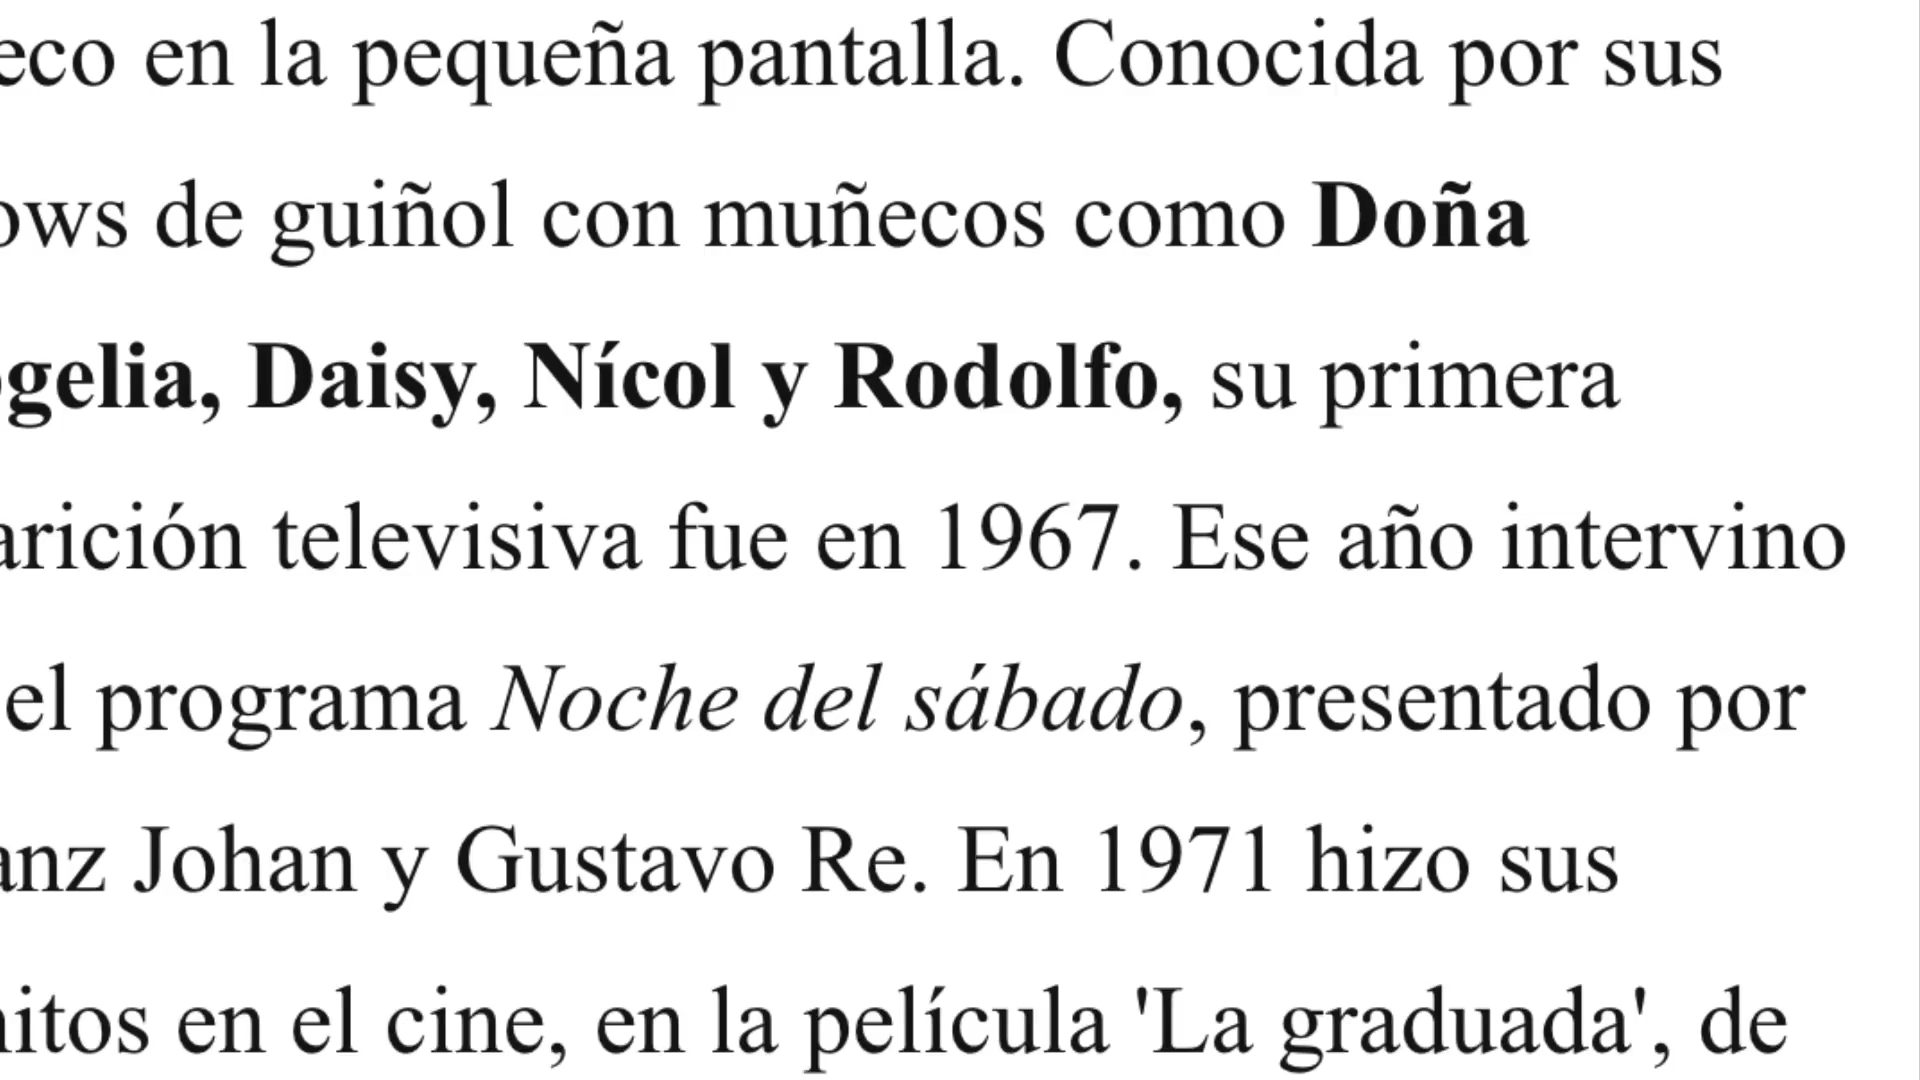 eco en la pequeña pantalla. Conocida por sus
ows de guiñol con muñecos como Doña
gelia, Daisy, Nícol y Rodolfo, su primera
arición televisiva fue en 1967. Ese año intervino
el programa Noche del sábado, presentado por
anz Johan y Gustavo Re. En 1971 hizo sus
nitos en el cine, en la película 'La graduada', de